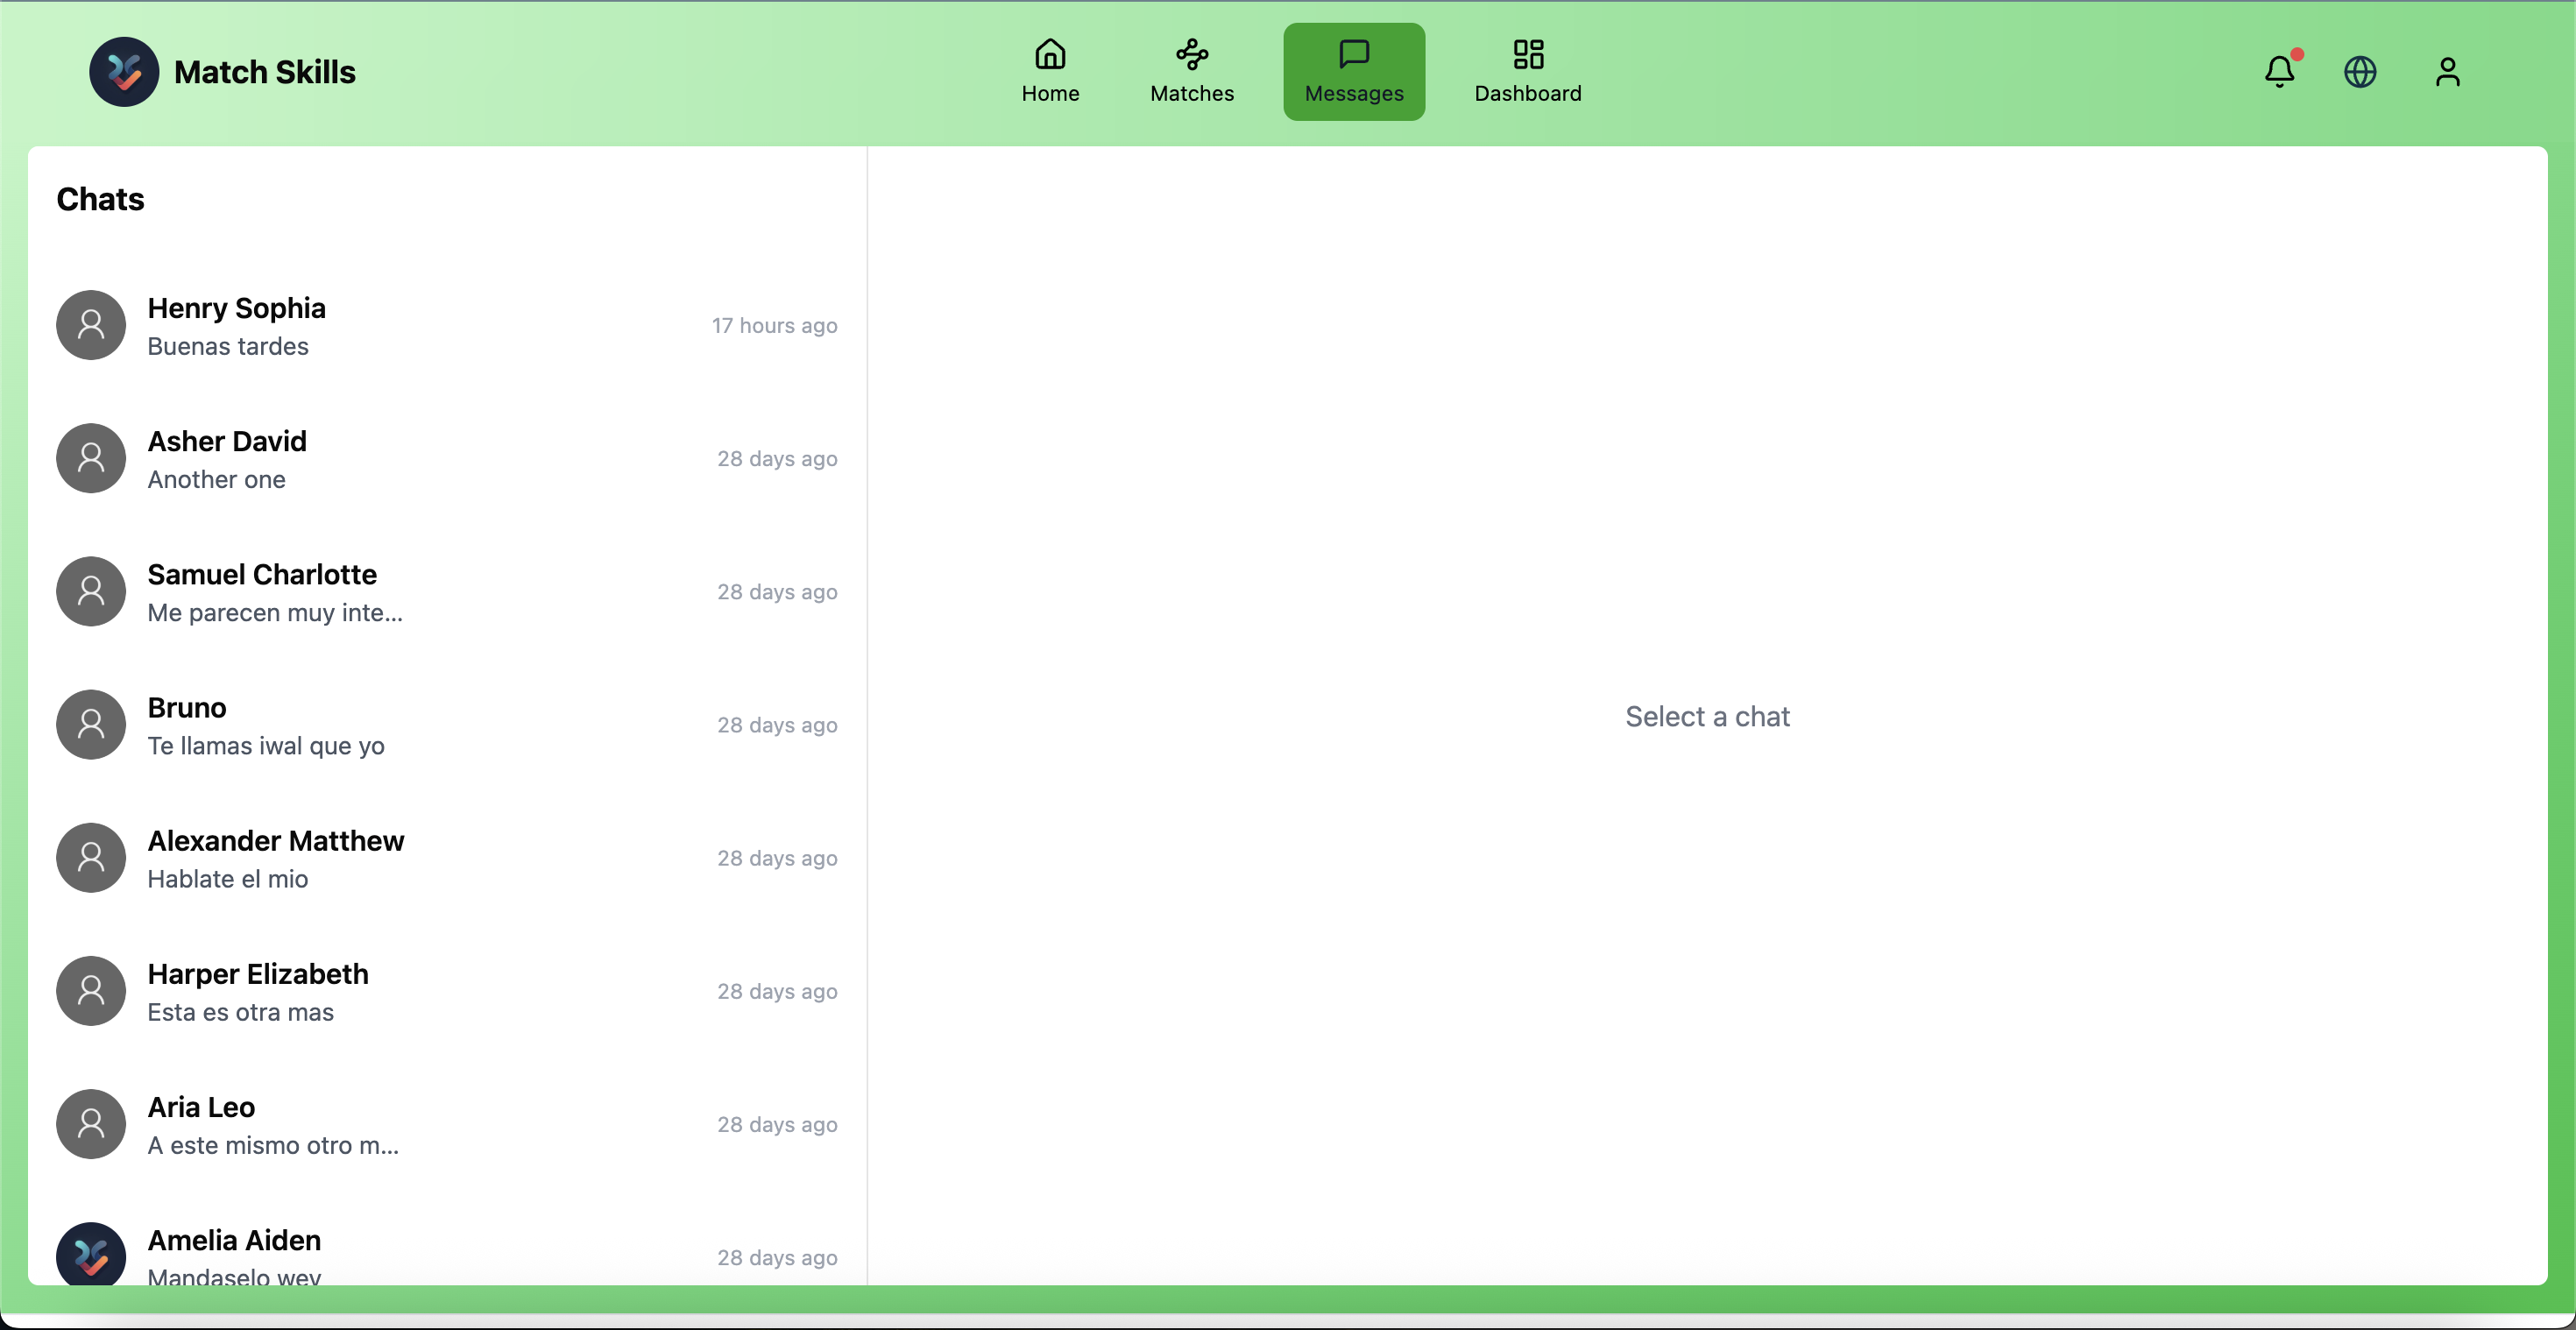 Match Skills
Home
Matches
Messages
Dashboard
Chats
Henry Sophia
Buenas tardes
17 hours ago
Asher David
Another one
28 days ago
Samuel Charlotte
Me parecen muy inte...
28 days ago
Bruno
Te llamas iwal que yo
28 days ago
Alexander Matthew
Hablate el mio
28 days ago
Harper Elizabeth
Esta es otra mas
28 days ago
Aria Leo
A este mismo otro m...
28 days ago
Amelia Aiden
Mandaselo wey
28 days ago
Select a chat